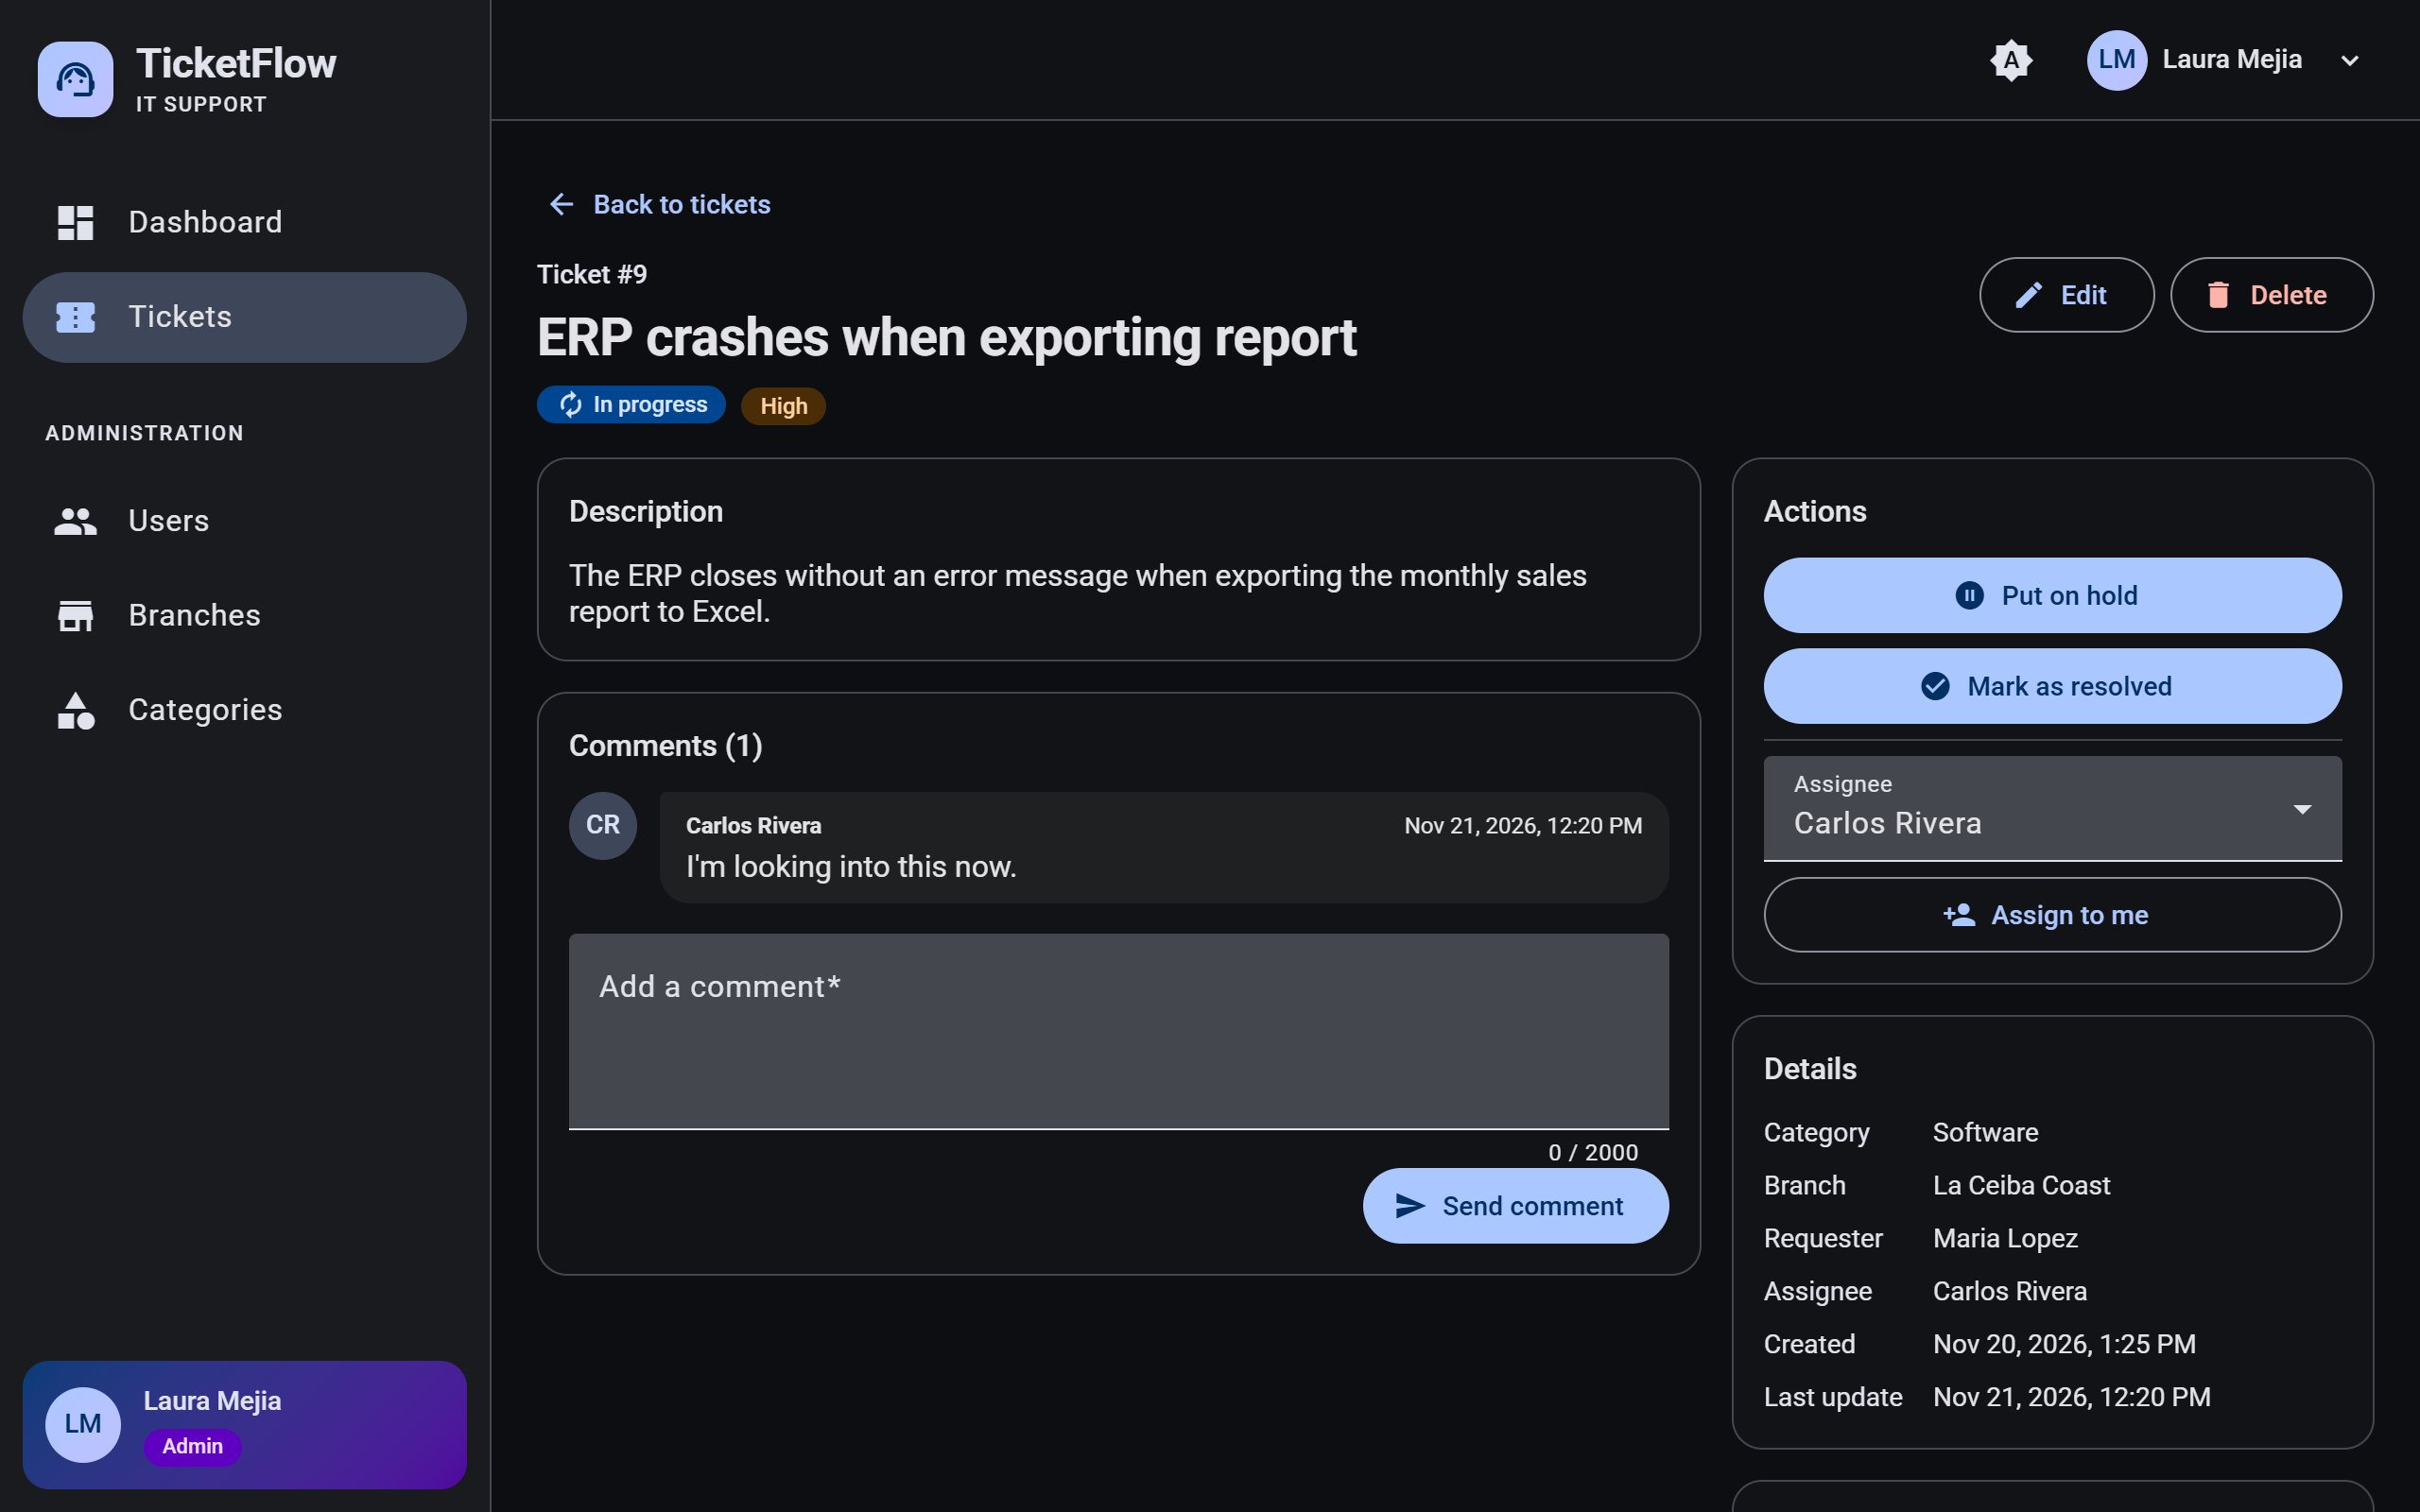 TicketFlow
IT SUPPORT
Dashboard
Tickets
ADMINISTRATION
Users
Branches
Categories
LM
Laura Mejia
Admin
A
LM
Laura Mejia
Back to tickets
Ticket #9
ERP crashes when exporting report
In progress
High
Edit
Delete
Description
The ERP closes without an error message when exporting the monthly sales
report to Excel.
Comments (1)
CR
Carlos Rivera
Nov 21, 2026, 12:20 PM
I'm looking into this now.
Add a comment*
0 / 2000
Send comment
Actions
Put on hold
Mark as resolved
Assignee
Carlos Rivera
Assign to me
Details
Category Software
Branch La Ceiba Coast
Requester Maria Lopez
Assignee Carlos Rivera
Created Nov 20, 2026, 1:25 PM
Last update Nov 21, 2026, 12:20 PM